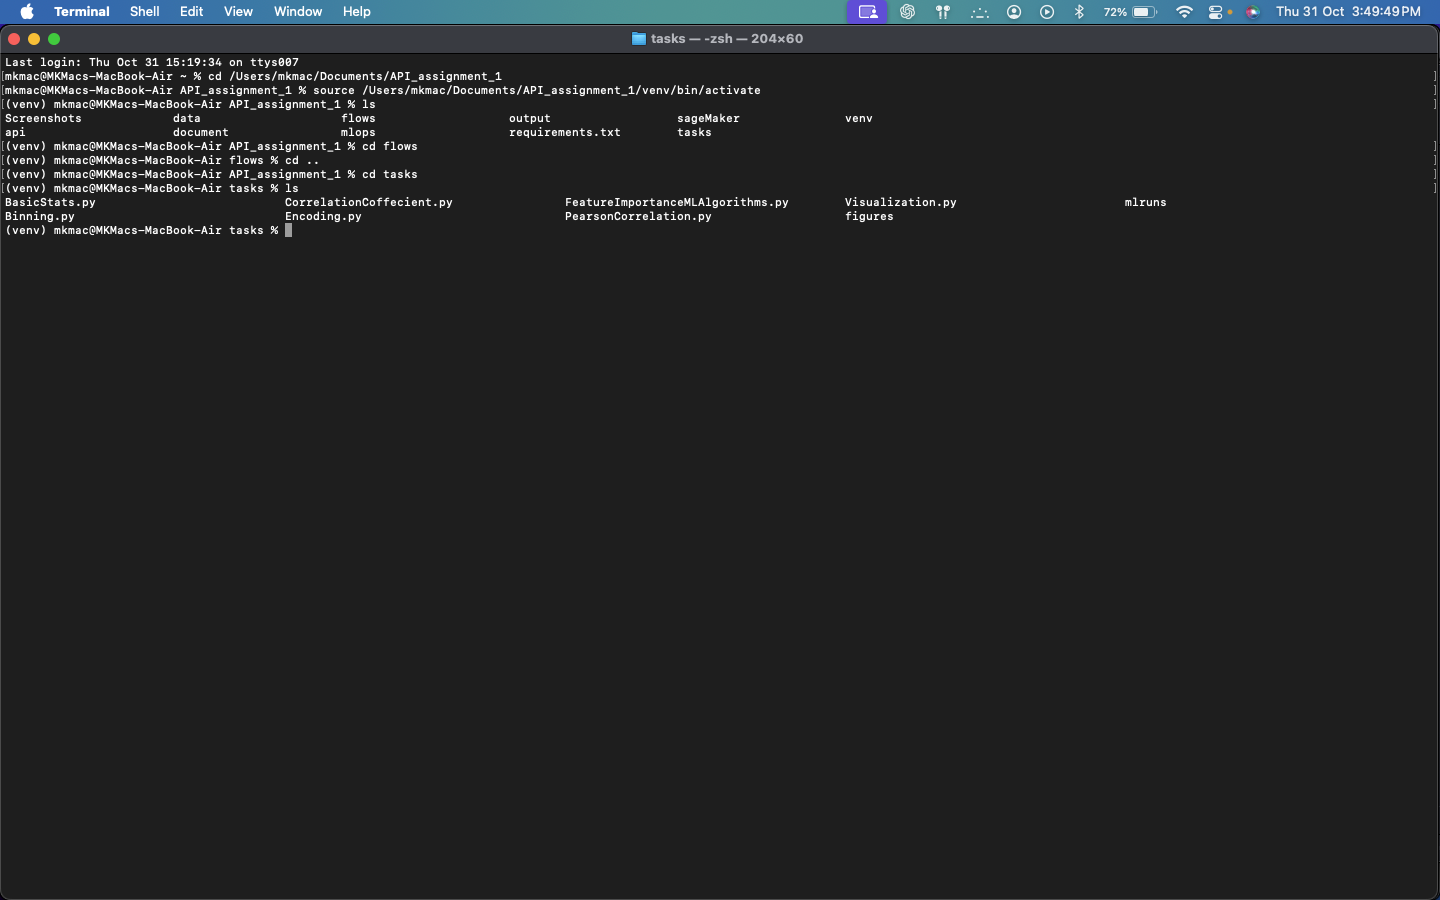 Terminal Shell Edit View Window Help 72% Thu 31 Oct 3:49:49 PM
tasks — -zsh — 204×60
Last login: Thu Oct 31 15:19:34 on ttys007
[mkmac@MKMacs-MacBook-Air ~ % cd /Users/mkmac/Documents/API_assignment_1 ]
[mkmac@MKMacs-MacBook-Air API_assignment_1 % source /Users/mkmac/Documents/API_assignment_1/venv/bin/activate ]
[(venv) mkmac@MKMacs-MacBook-Air API_assignment_1 % ls ]
Screenshots data flows output sageMaker venv
api document mlops requirements.txt tasks
[(venv) mkmac@MKMacs-MacBook-Air API_assignment_1 % cd flows ]
[(venv) mkmac@MKMacs-MacBook-Air flows % cd .. ]
[(venv) mkmac@MKMacs-MacBook-Air API_assignment_1 % cd tasks ]
[(venv) mkmac@MKMacs-MacBook-Air tasks % ls ]
BasicStats.py CorrelationCoffecient.py FeatureImportanceMLAlgorithms.py Visualization.py mlruns
Binning.py Encoding.py PearsonCorrelation.py figures
(venv) mkmac@MKMacs-MacBook-Air tasks %